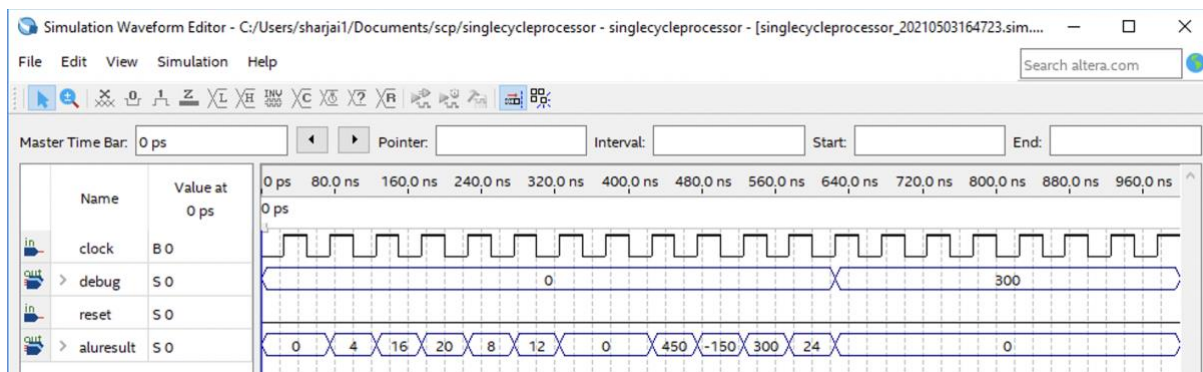 Simulation Waveform Editor - C:/Users/sharjai1/Documents/scp/singlecycleprocessor - singlecycleprocessor - [singlecycleprocessor_20210503164723.sim....
File Edit View Simulation Help
Search altera.com
Master Time Bar: 0 ps Pointer: Interval: Start: End:
Name Value at 0 ps
0 ps 80.0 ns 160.0 ns 240.0 ns 320.0 ns 400.0 ns 480.0 ns 560.0 ns 640.0 ns 720.0 ns 800.0 ns 880.0 ns 960.0 ns
0 ps
in clock B 0
out > debug S 0 0 300
in reset S 0
out > aluresult S 0 0 4 16 20 8 12 0 450 -150 300 24 0